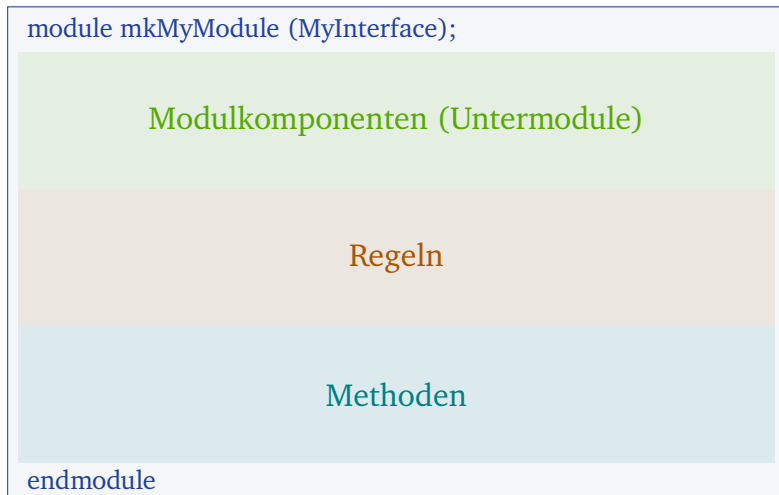 module mkMyModule (MyInterface);
Modulkomponenten (Untermodule)
Regeln
Methoden
endmodule